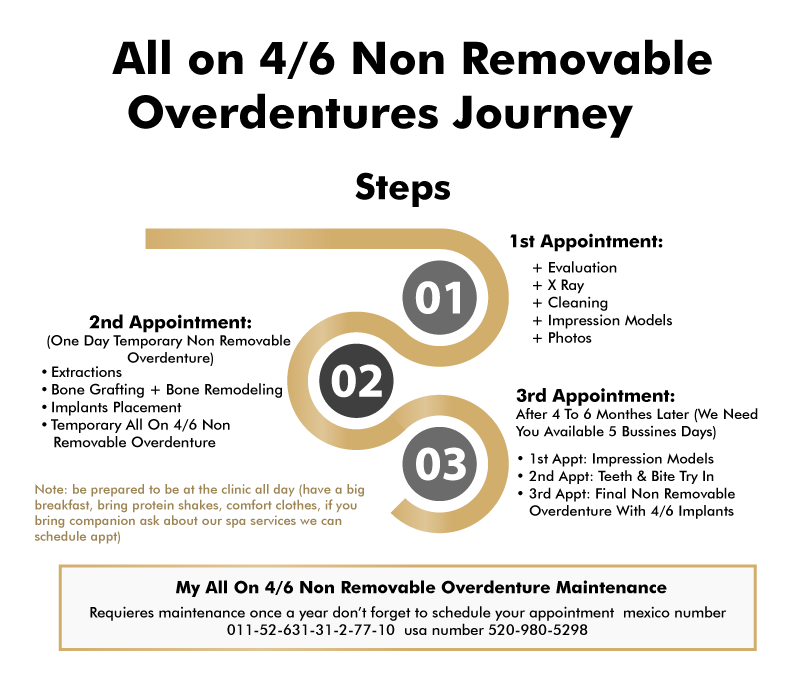 All on 4/6 Non Removable
Overdentures Journey
Steps
01
1st Appointment:
+ Evaluation
+ X Ray
+ Cleaning
+ Impression Models
+ Photos
02
2nd Appointment:
(One Day Temporary Non Removable
Overdenture)
• Extractions
• Bone Grafting + Bone Remodeling
• Implants Placement
• Temporary All On 4/6 Non
Removable Overdenture
Note: be prepared to be at the clinic all day (have a big
breakfast, bring protein shakes, comfort clothes, if you
bring companion ask about our spa services we can
schedule appt)
03
3rd Appointment:
After 4 To 6 Monthes Later (We Need
You Available 5 Bussines Days)
• 1st Appt: Impression Models
• 2nd Appt: Teeth & Bite Try In
• 3rd Appt: Final Non Removable
Overdenture With 4/6 Implants
My All On 4/6 Non Removable Overdenture Maintenance
Requieres maintenance once a year don't forget to schedule your appointment mexico number
011-52-631-31-2-77-10 usa number 520-980-5298